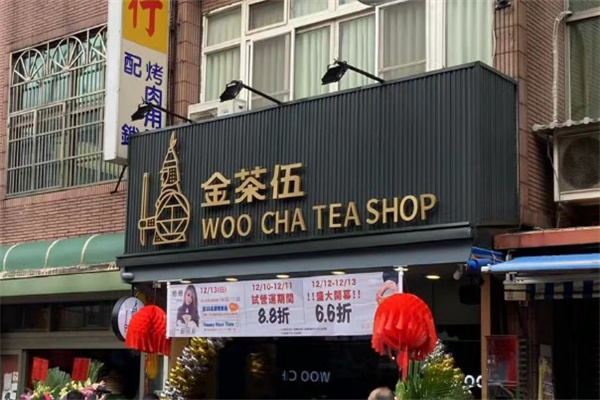 行
配
烤肉用
鎖
金茶伍
WOO CHA TEA SHOP
12/13(日)
12/10-12/11
試營運期間
8.8折
12/12-12/13
!!盛大開幕!!
6.6折
WOO CH